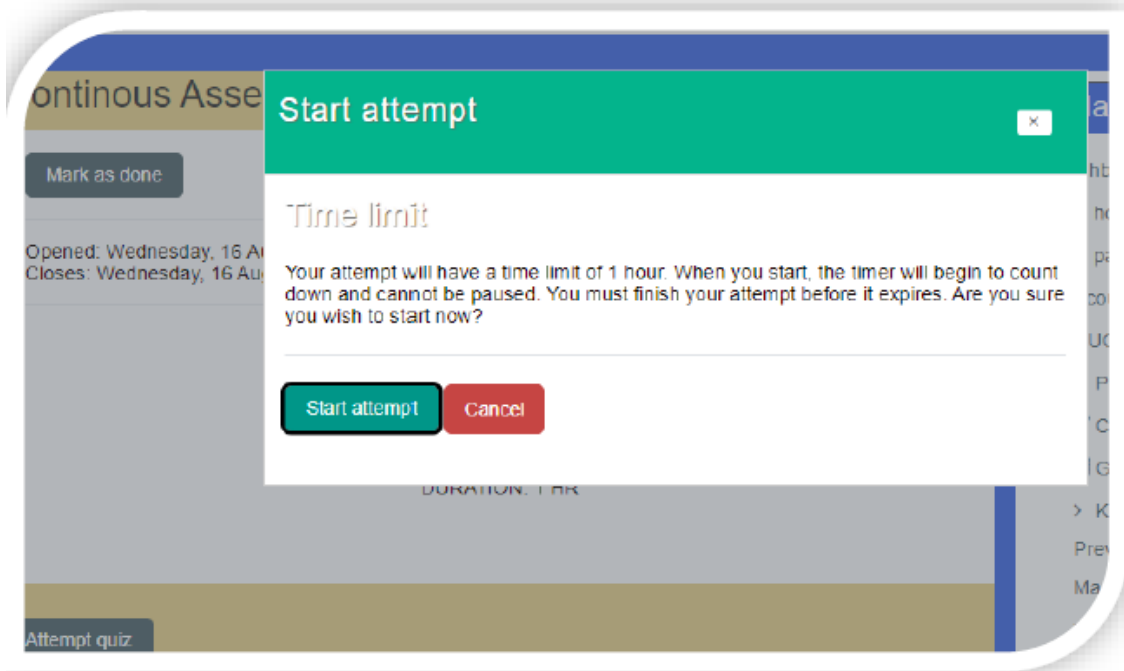 ontinous Asse
Start attempt
×
Mark as done
Time limit
Opened: Wednesday, 16 A
Closes: Wednesday, 16 Au
Your attempt will have a time limit of 1 hour. When you start, the timer will begin to count
down and cannot be paused. You must finish your attempt before it expires. Are you sure
you wish to start now?
Start attempt
Cancel
DURATION: 1 HR
> K
Prev
Ma
Attempt quiz